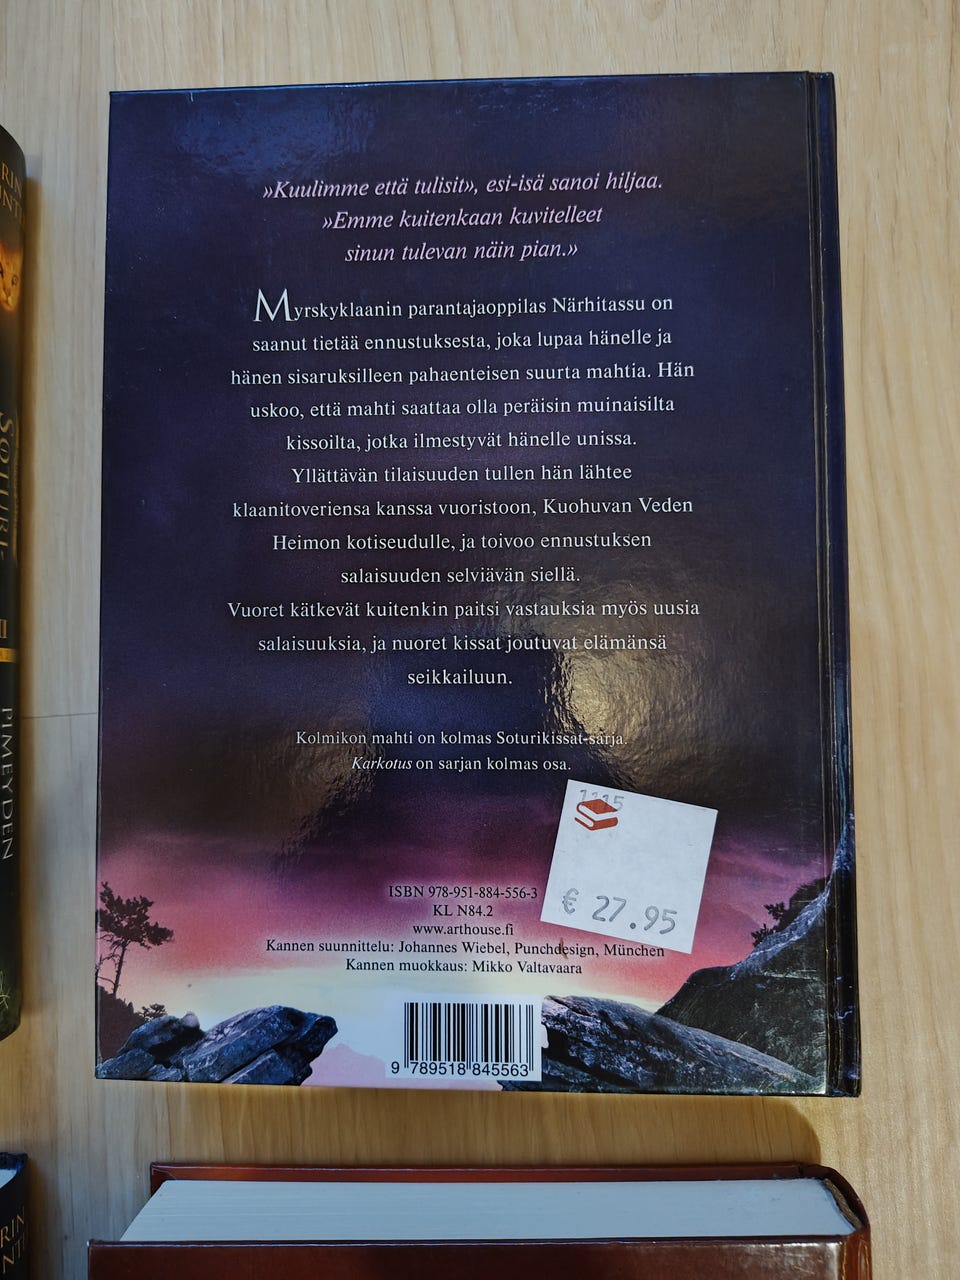 »Kuulimme että tulisit», esi-isä sanoi hiljaa.
»Emme kuitenkaan kuvitelleet
sinun tulevan näin pian.»
Myrskyklaanin parantajaoppilas Närhitassu on
saanut tietää ennustuksesta, joka lupaa hänelle ja
hänen sisaruksilleen pahaenteisen suurta mahtia. Hän
uskoo, että mahti saattaa olla peräisin muinaisilta
kissoilta, jotka ilmestyvät hänelle unissa.
Yllättävän tilaisuuden tullen hän lähtee
klaanitoveriensa kanssa vuoristoon, Kuohuvan Veden
Heimon kotiseudulle, ja toivoo ennustuksen
salaisuuden selviävän siellä.
Vuoret kätkevät kuitenkin paitsi vastauksia myös uusia
salaisuuksia, ja nuoret kissat joutuvat elämänsä
seikkailuun.
Kolmikon mahti on kolmas Soturikissat-sarja.
Karkotus on sarjan kolmas osa.
1115
€ 27.95
ISBN 978-951-884-556-3
KL N84.2
www.arthouse.fi
Kannen suunnittelu: Johannes Wiebel, Punchdesign, München
Kannen muokkaus: Mikko Valtavaara
9 789518 845563
PIMEYDEN